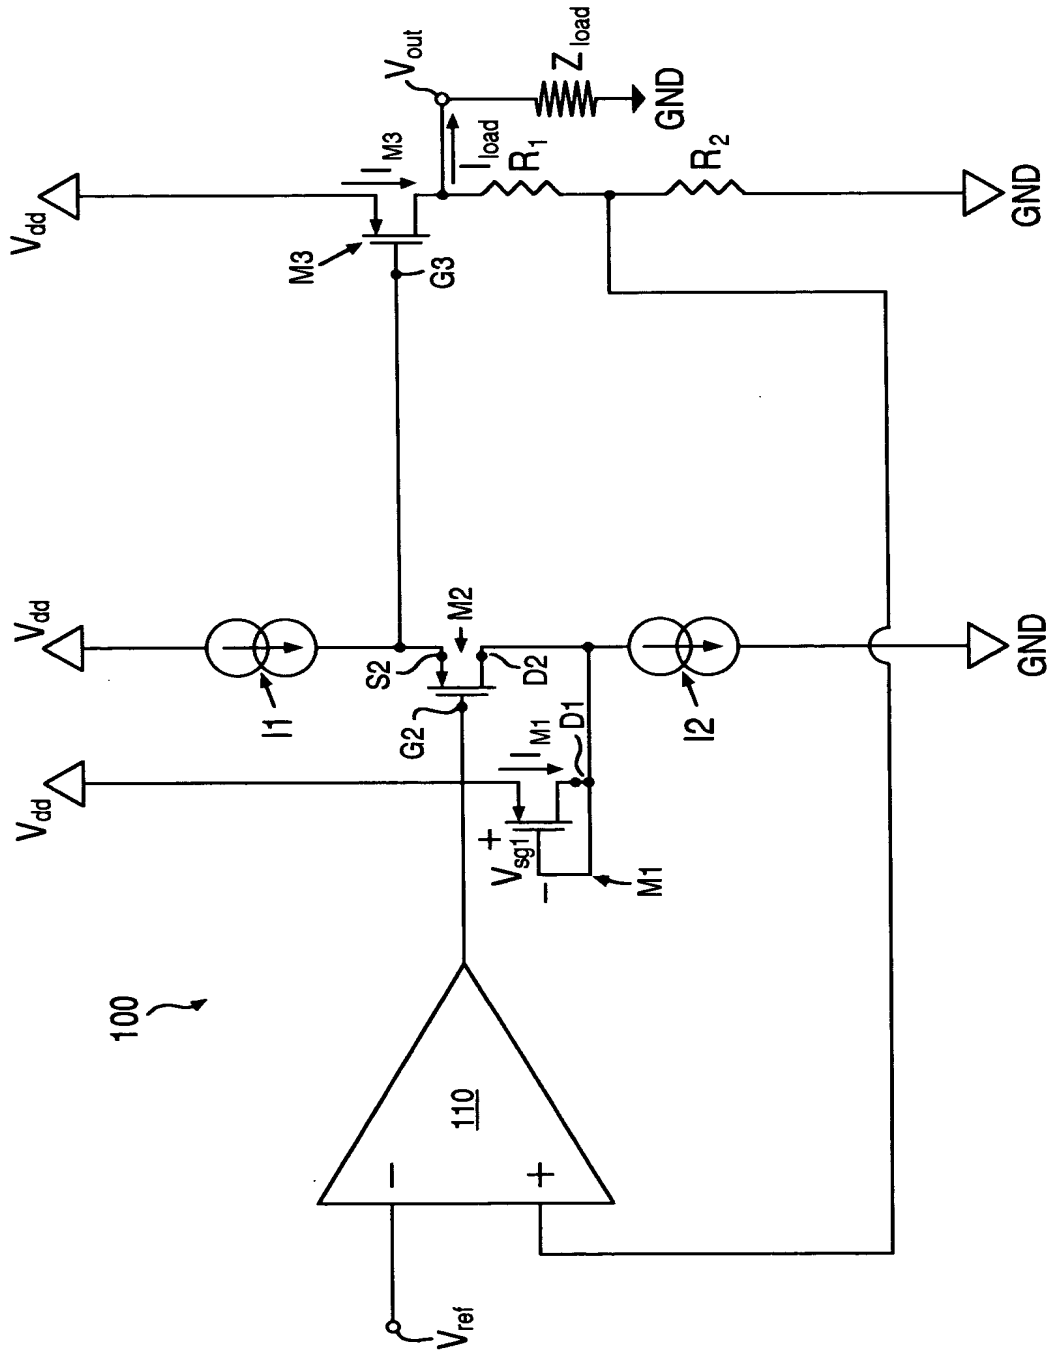 100
Vref
−
+
110
Vdd
Vsg1
+
−
M1
IM1
D1
G2
S2
D2
M2
Vdd
I1
I2
GND
Vdd
M3
G3
IM3
Iload
Vout
Zload
GND
R1
R2
GND